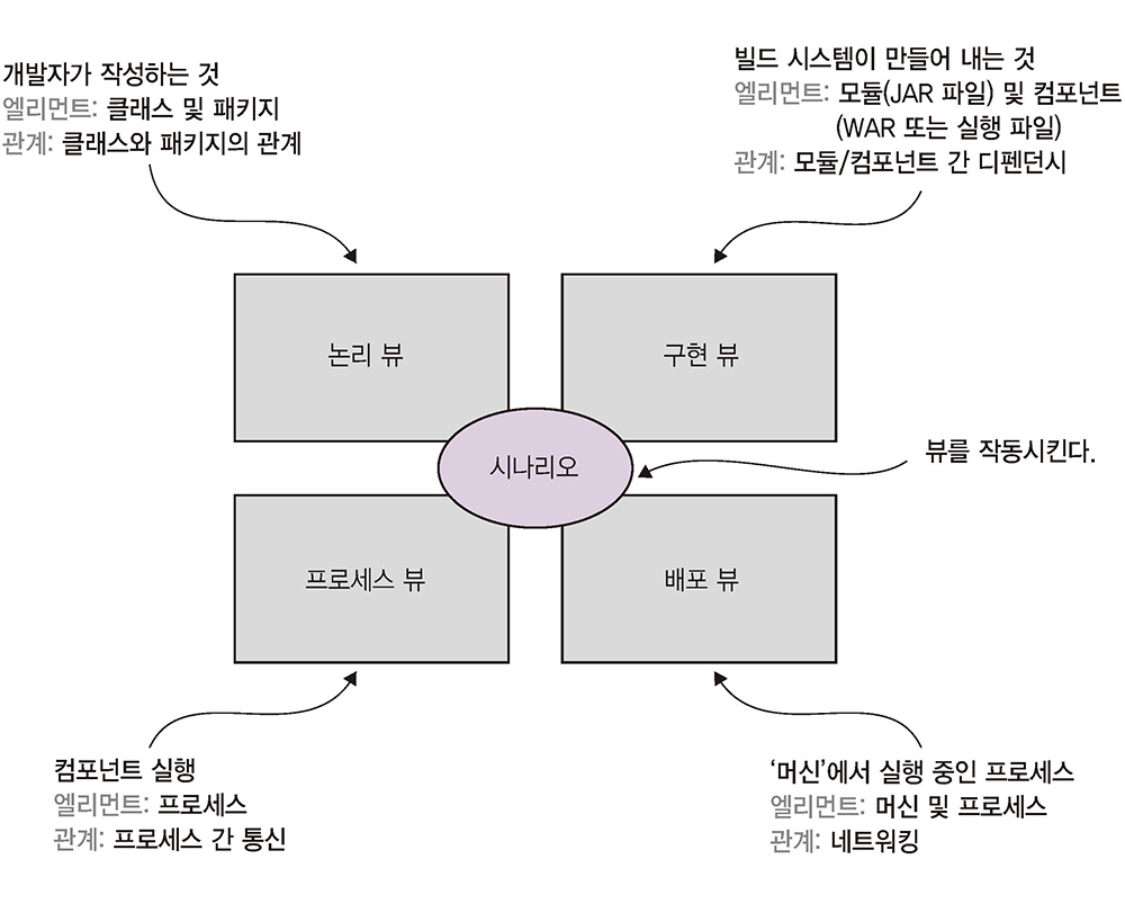 개발자가 작성하는 것
엘리먼트: 클래스 및 패키지
관계: 클래스와 패키지의 관계
빌드 시스템이 만들어 내는 것
엘리먼트: 모듈(JAR 파일) 및 컴포넌트
(WAR 또는 실행 파일)
관계: 모듈/컴포넌트 간 디펜던시
논리 뷰
구현 뷰
시나리오
뷰를 작동시킨다.
프로세스 뷰
배포 뷰
컴포넌트 실행
엘리먼트: 프로세스
관계: 프로세스 간 통신
‘머신’에서 실행 중인 프로세스
엘리먼트: 머신 및 프로세스
관계: 네트워킹